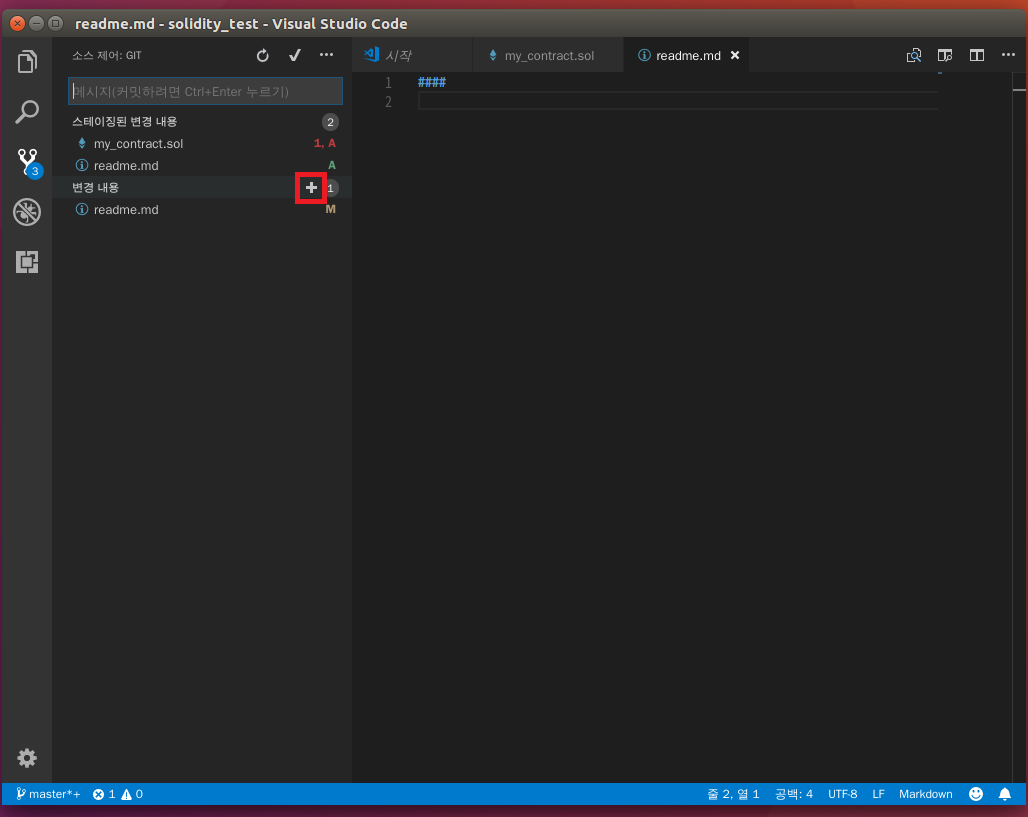 readme.md - solidity_test - Visual Studio Code
소스 제어: GIT
시작
my_contract.sol
readme.md
메시지(커밋하려면 Ctrl+Enter 누르기)
1
####
2
스테이징된 변경 내용 2
my_contract.sol 1, A
readme.md A
변경 내용 1
readme.md M
3
master*+ 1 0 줄 2, 열 1 공백: 4 UTF-8 LF Markdown